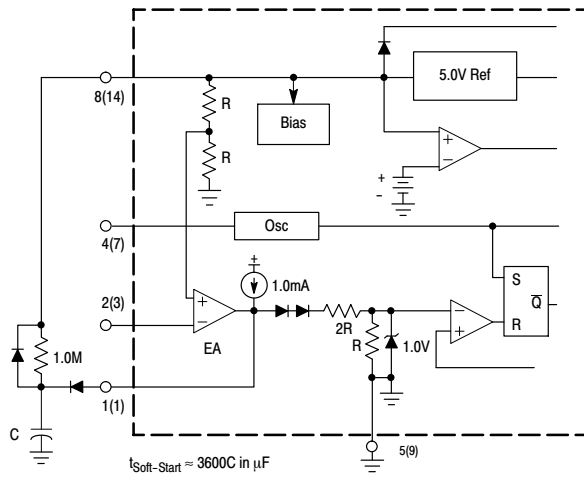 5.0V Ref
8(14)
R
Bias
R
+
−
+
-
4(7)
Osc
+
1.0mA
S
Q
R
2(3)
+
−
EA
2R
R
1.0V
−
+
1.0M
1(1)
C
5(9)
tSoft-Start ≈ 3600C in µF